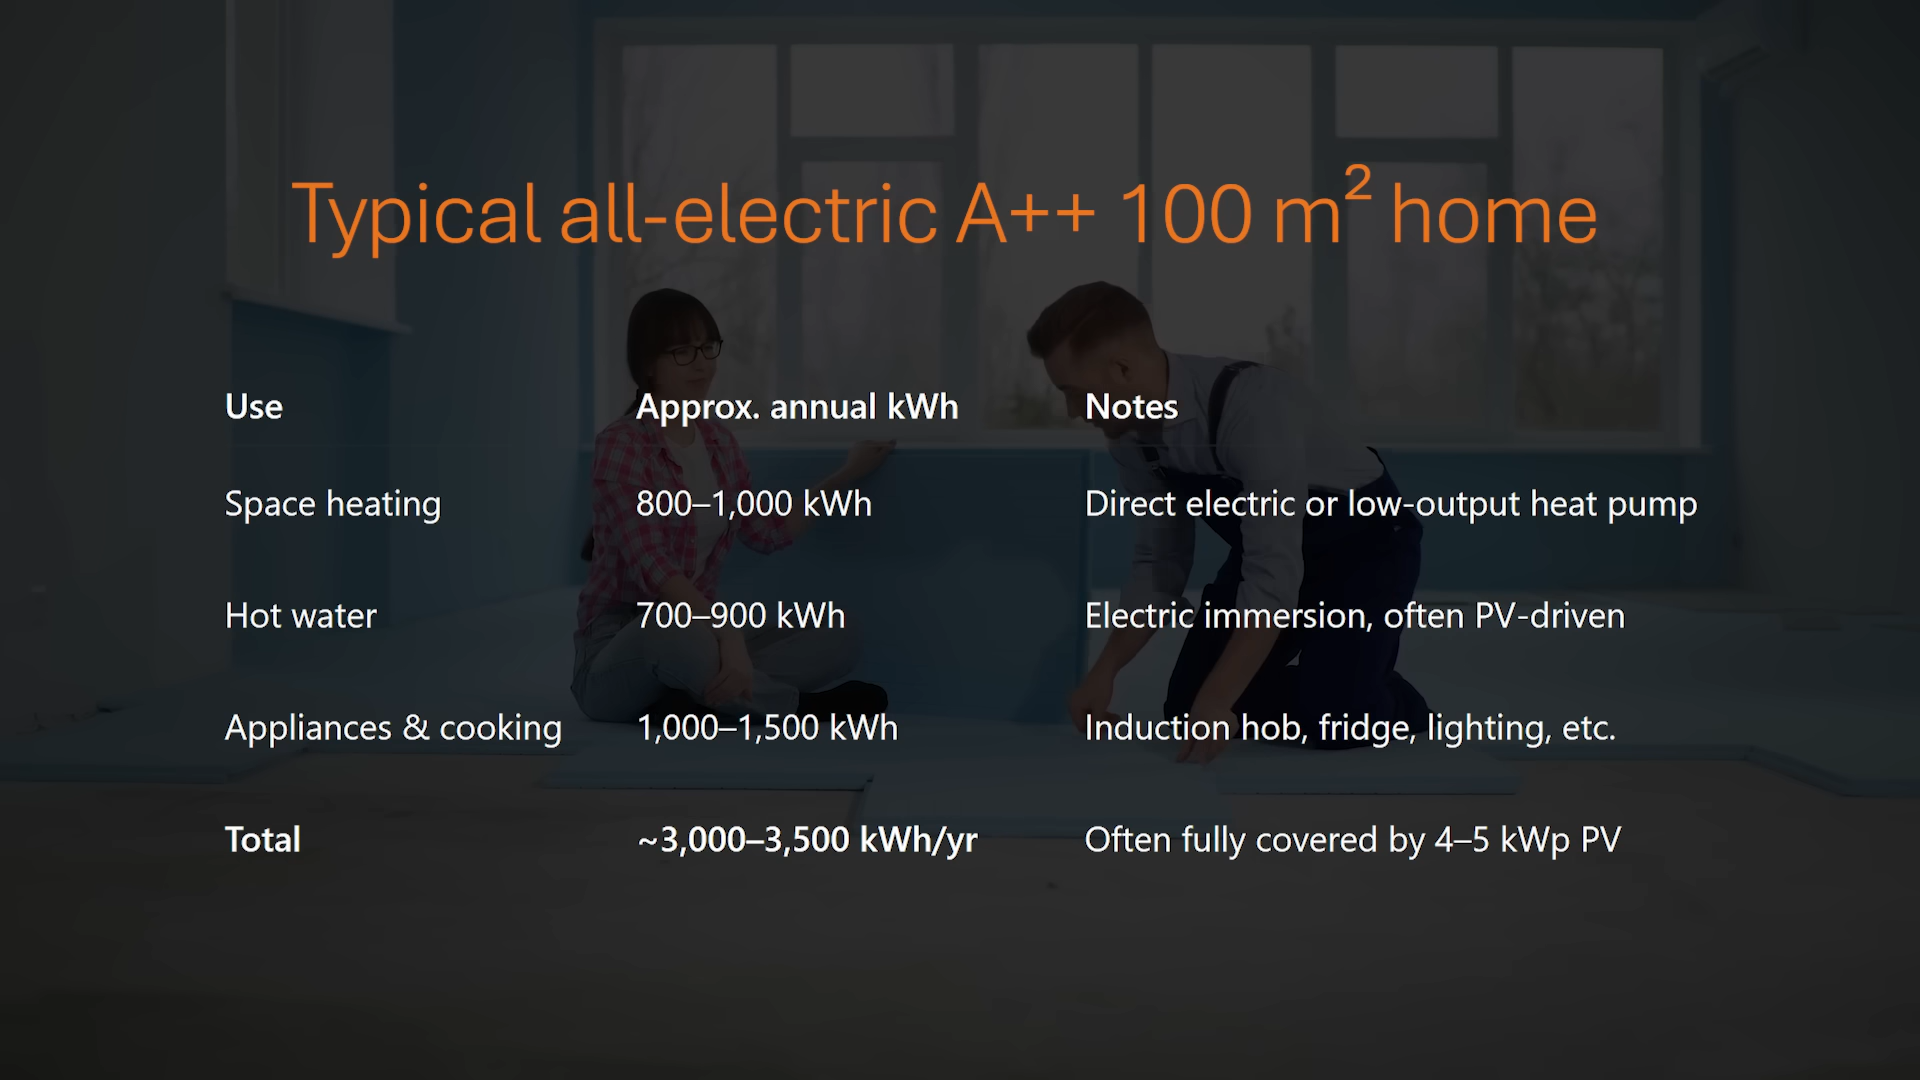 Typical all-electric A++ 100 m² home
Use Approx. annual kWh Notes
Space heating 800–1,000 kWh Direct electric or low-output heat pump
Hot water 700–900 kWh Electric immersion, often PV-driven
Appliances & cooking 1,000–1,500 kWh Induction hob, fridge, lighting, etc.
Total ~3,000–3,500 kWh/yr Often fully covered by 4–5 kWp PV